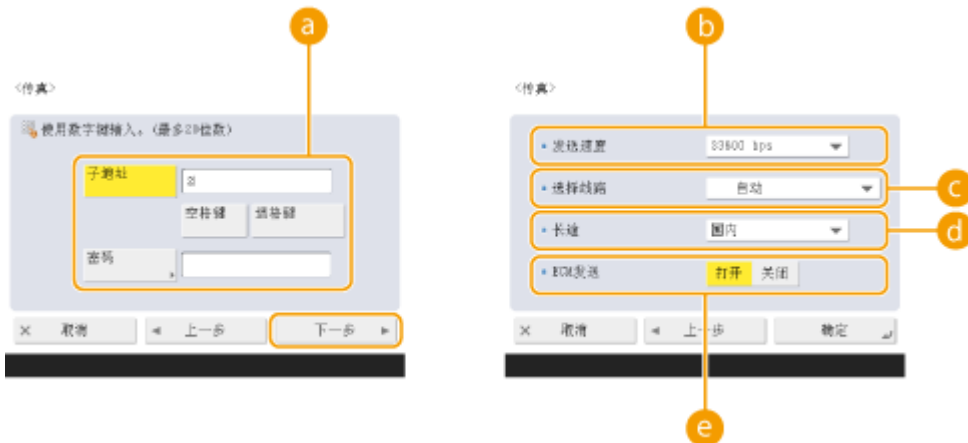 a
b
<传真>
使用数字键输入。(最多20位数)
子地址
空格键
退格键
密码
× 取消
◄ 上一步
下一步 ►
<传真>
• 发送速度
33600 bps
• 选择线路
自动
c
• 长途
国内
d
• ECM发送
打开
关闭
× 取消
◄ 上一步
确定
e